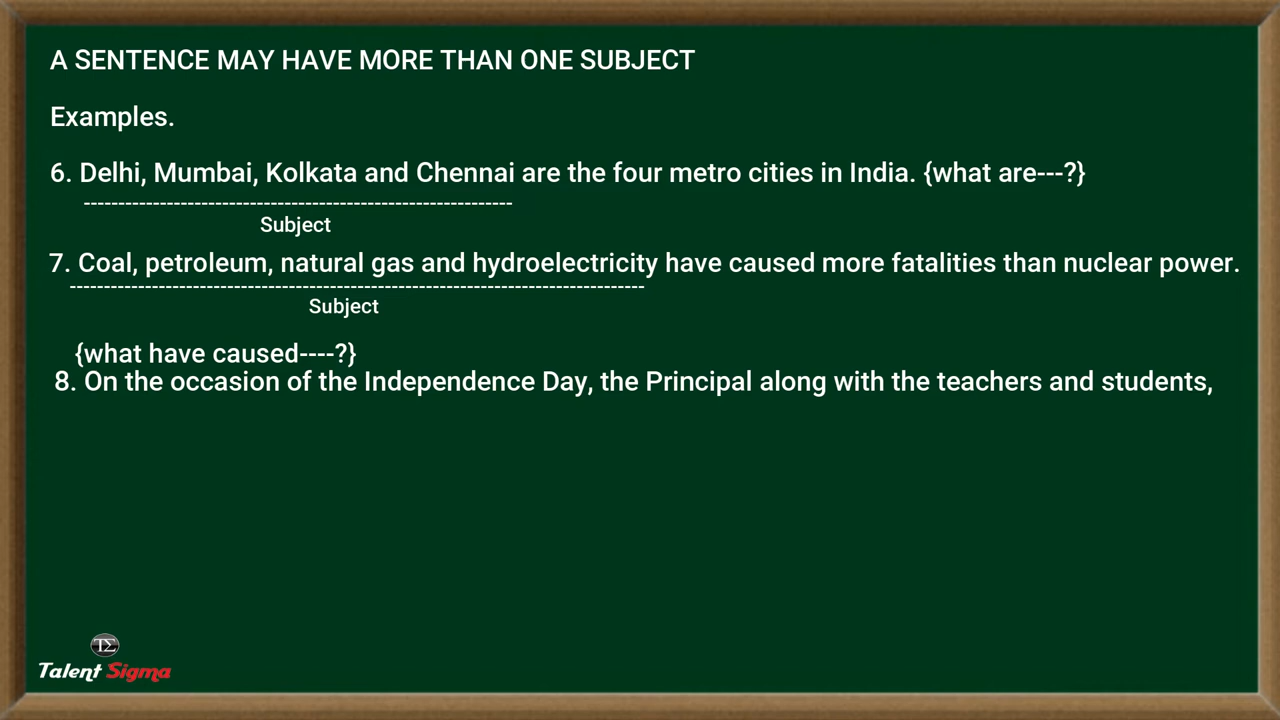 A SENTENCE MAY HAVE MORE THAN ONE SUBJECT
Examples.
6. Delhi, Mumbai, Kolkata and Chennai are the four metro cities in India. {what are---?}
--------------------------------------------------------------
Subject
7. Coal, petroleum, natural gas and hydroelectricity have caused more fatalities than nuclear power.
-----------------------------------------------------------------------------------
Subject
{what have caused----?}
8. On the occasion of the Independence Day, the Principal along with the teachers and students,
TΣ
Talent Sigma